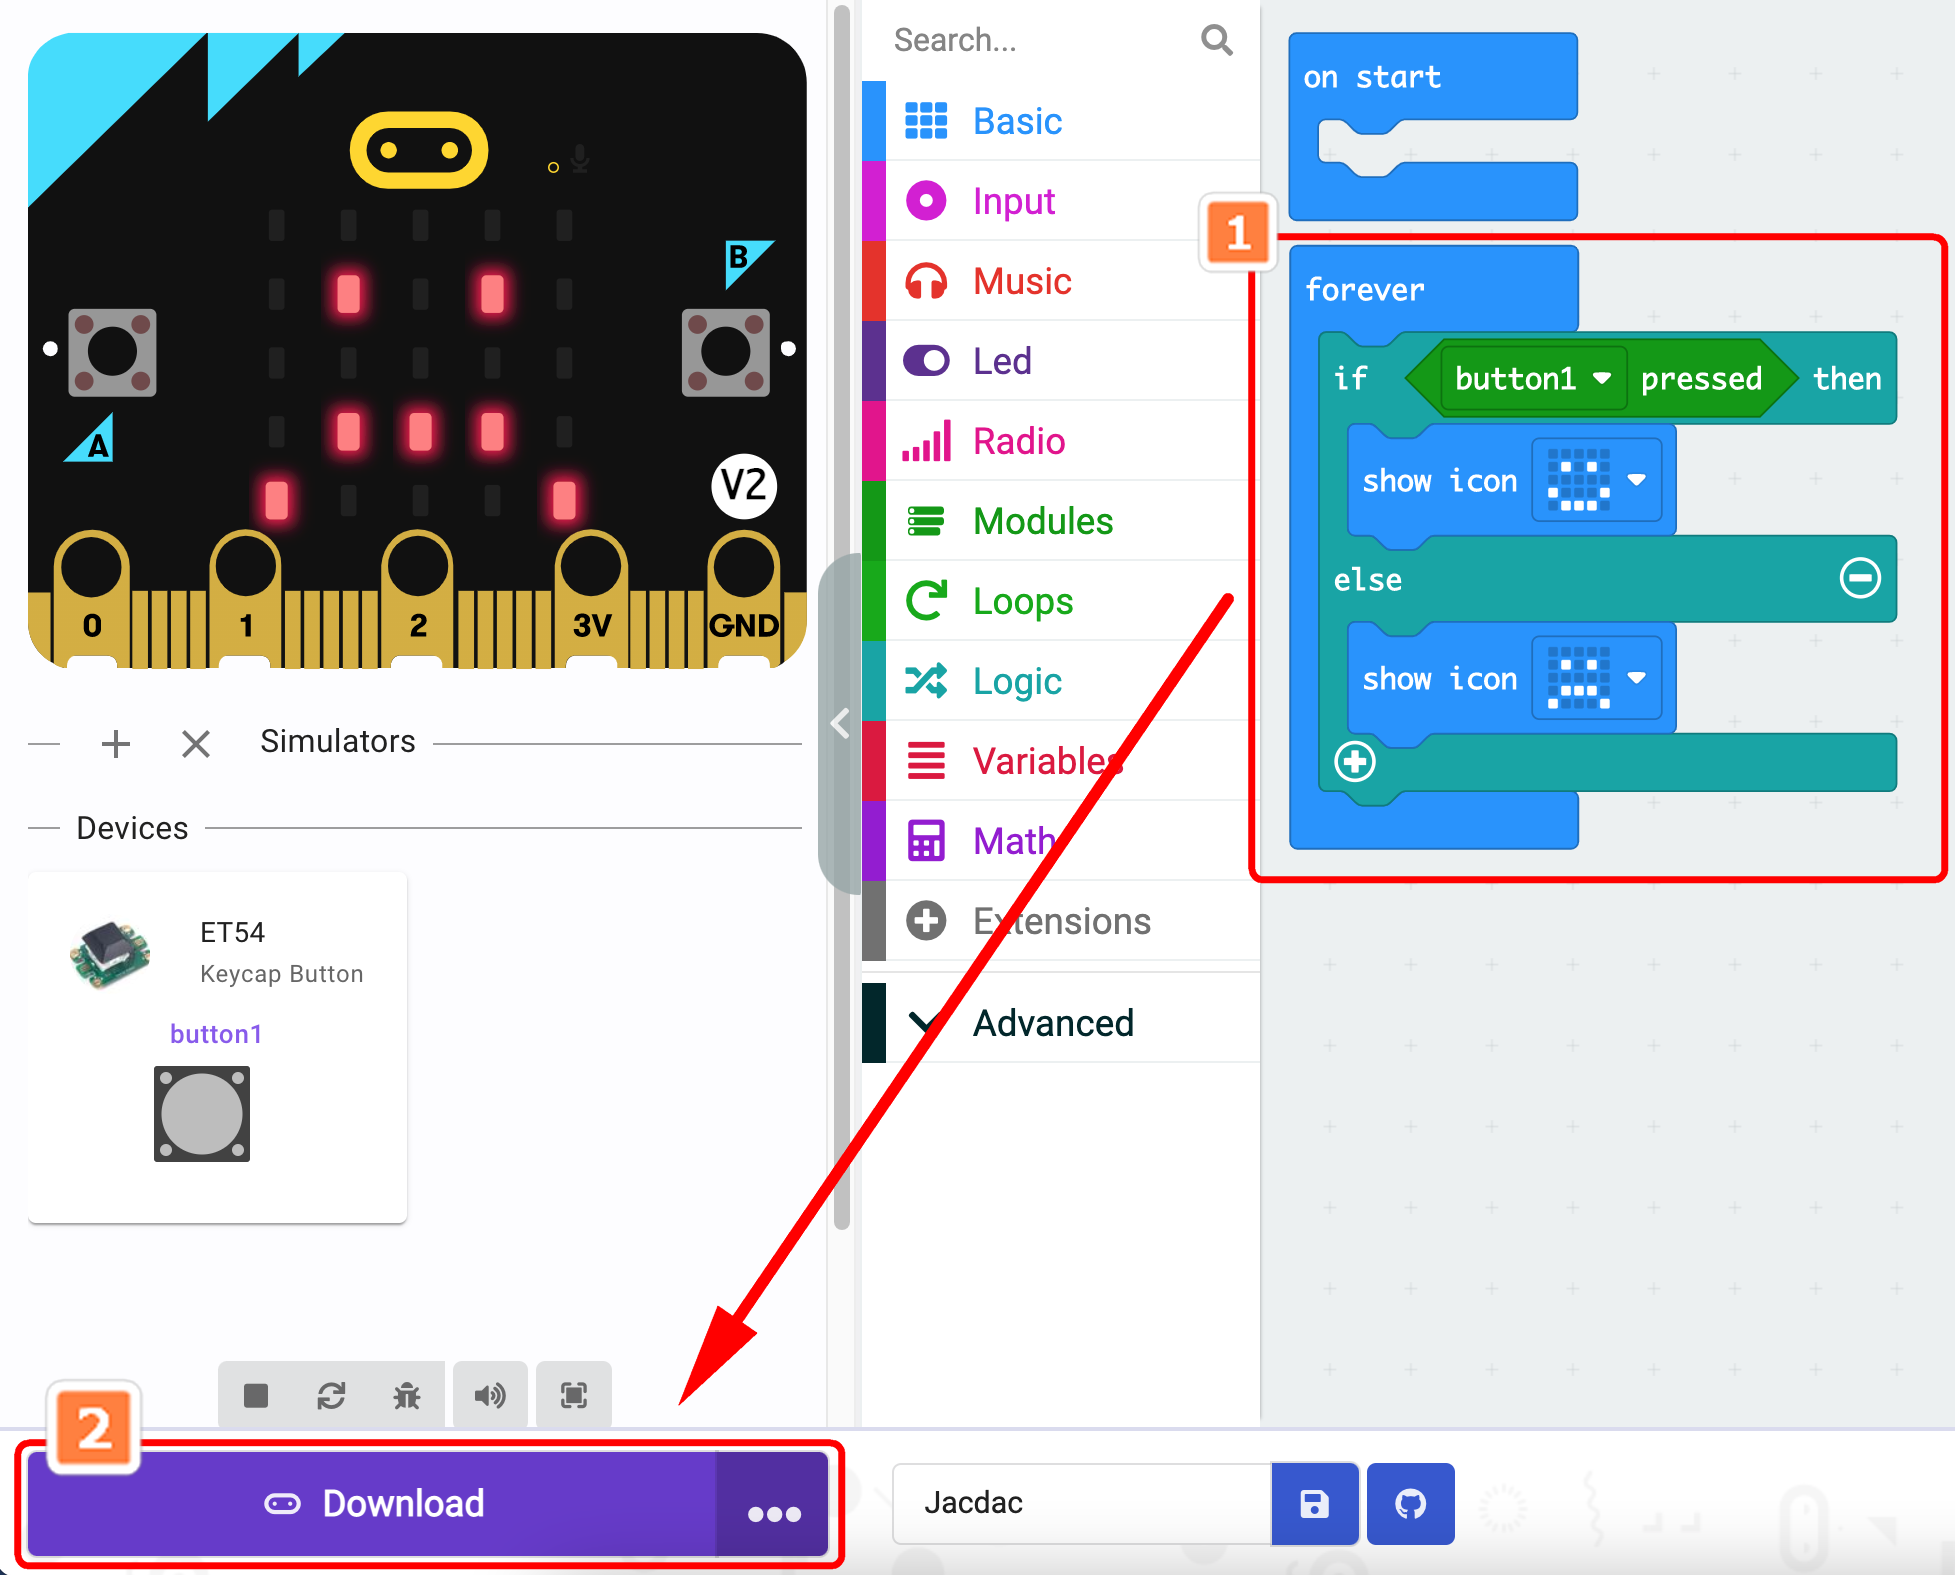 B
A
V2
0 1 2 3V GND
Simulators
Devices
ET54
Keycap Button
button1
Search...
Basic
Input
Music
Led
Radio
Modules
Loops
Logic
Variables
Math
Extensions
Advanced
1
on start
forever
if button1 pressed then
show icon
else
show icon
2
Download
Jacdac